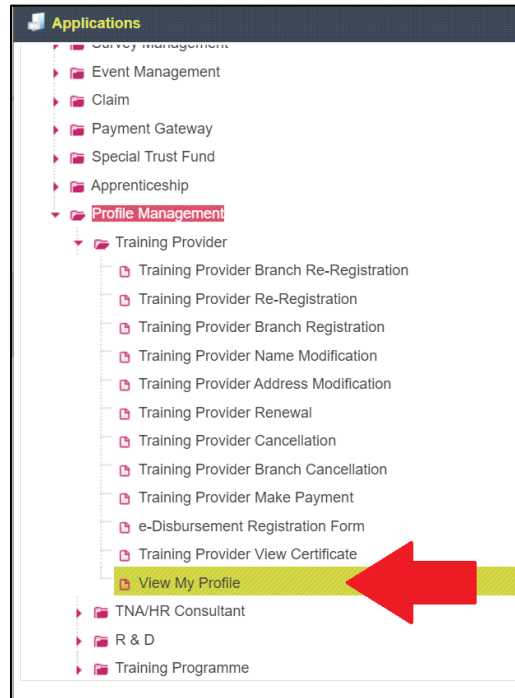 Applications
Survey Management
Event Management
Claim
Payment Gateway
Special Trust Fund
Apprenticeship
Profile Management
Training Provider
Training Provider Branch Re-Registration
Training Provider Re-Registration
Training Provider Branch Registration
Training Provider Name Modification
Training Provider Address Modification
Training Provider Renewal
Training Provider Cancellation
Training Provider Branch Cancellation
Training Provider Make Payment
e-Disbursement Registration Form
Training Provider View Certificate
View My Profile
TNA/HR Consultant
R & D
Training Programme